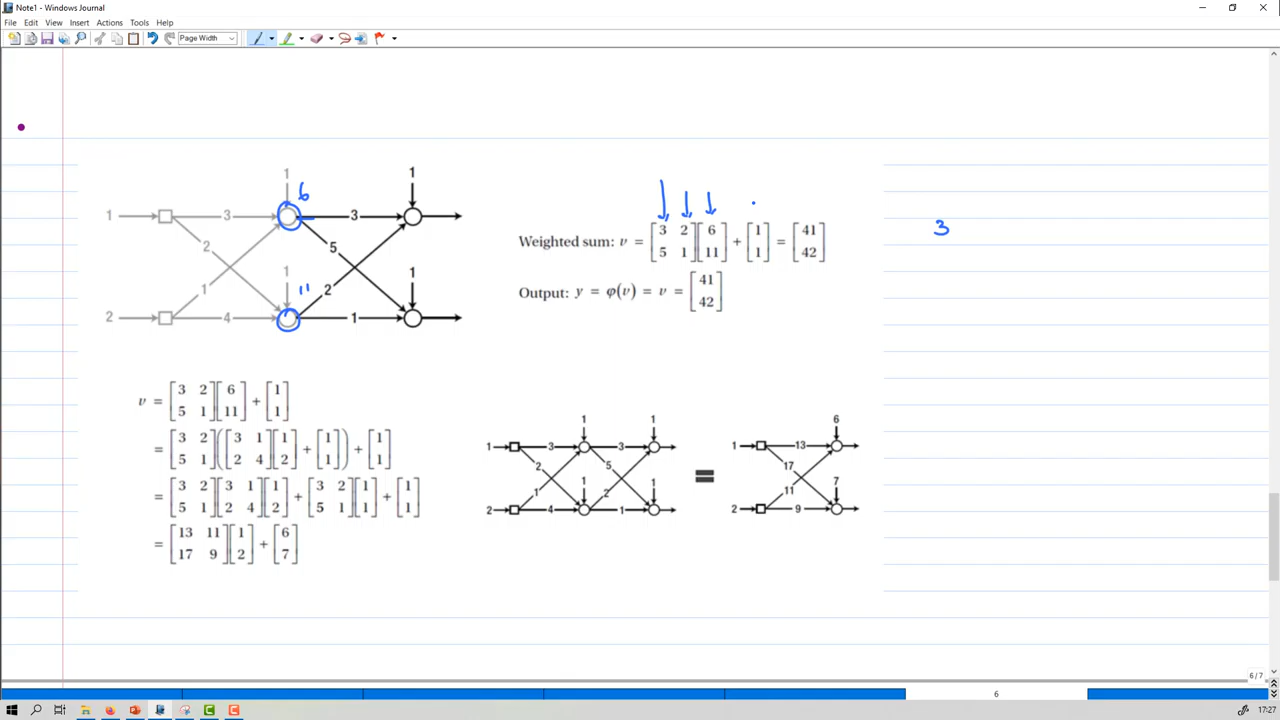 Note1 - Windows Journal
File Edit View Insert Actions Tools Help
Page Width
1 1
6
1 3 3
2 5
1 1
1 11 2
2 4 1
3 2 6 1 41
Weighted sum: v = [ ] [ ] + [ ] = [ ]
5 1 11 1 42
3
41
Output: y = φ(v) = v = [ ]
42
3 2 6 1
v = [ ] [ ] + [ ]
5 1 11 1
3 2 3 1 1 1 1
= [ ] ( [ ] [ ] + [ ] ) + [ ]
5 1 2 4 2 1 1
3 2 3 1 1 3 2 1 1
= [ ] [ ] [ ] + [ ] [ ] + [ ]
5 1 2 4 2 5 1 1 1
13 11 1 6
= [ ] [ ] + [ ]
17 9 2 7
1 1
1 3 3
2 5
1 1
1 2
2 4 1
=
6
1 13
17
7
11
2 9
6 / 7
6
17:27